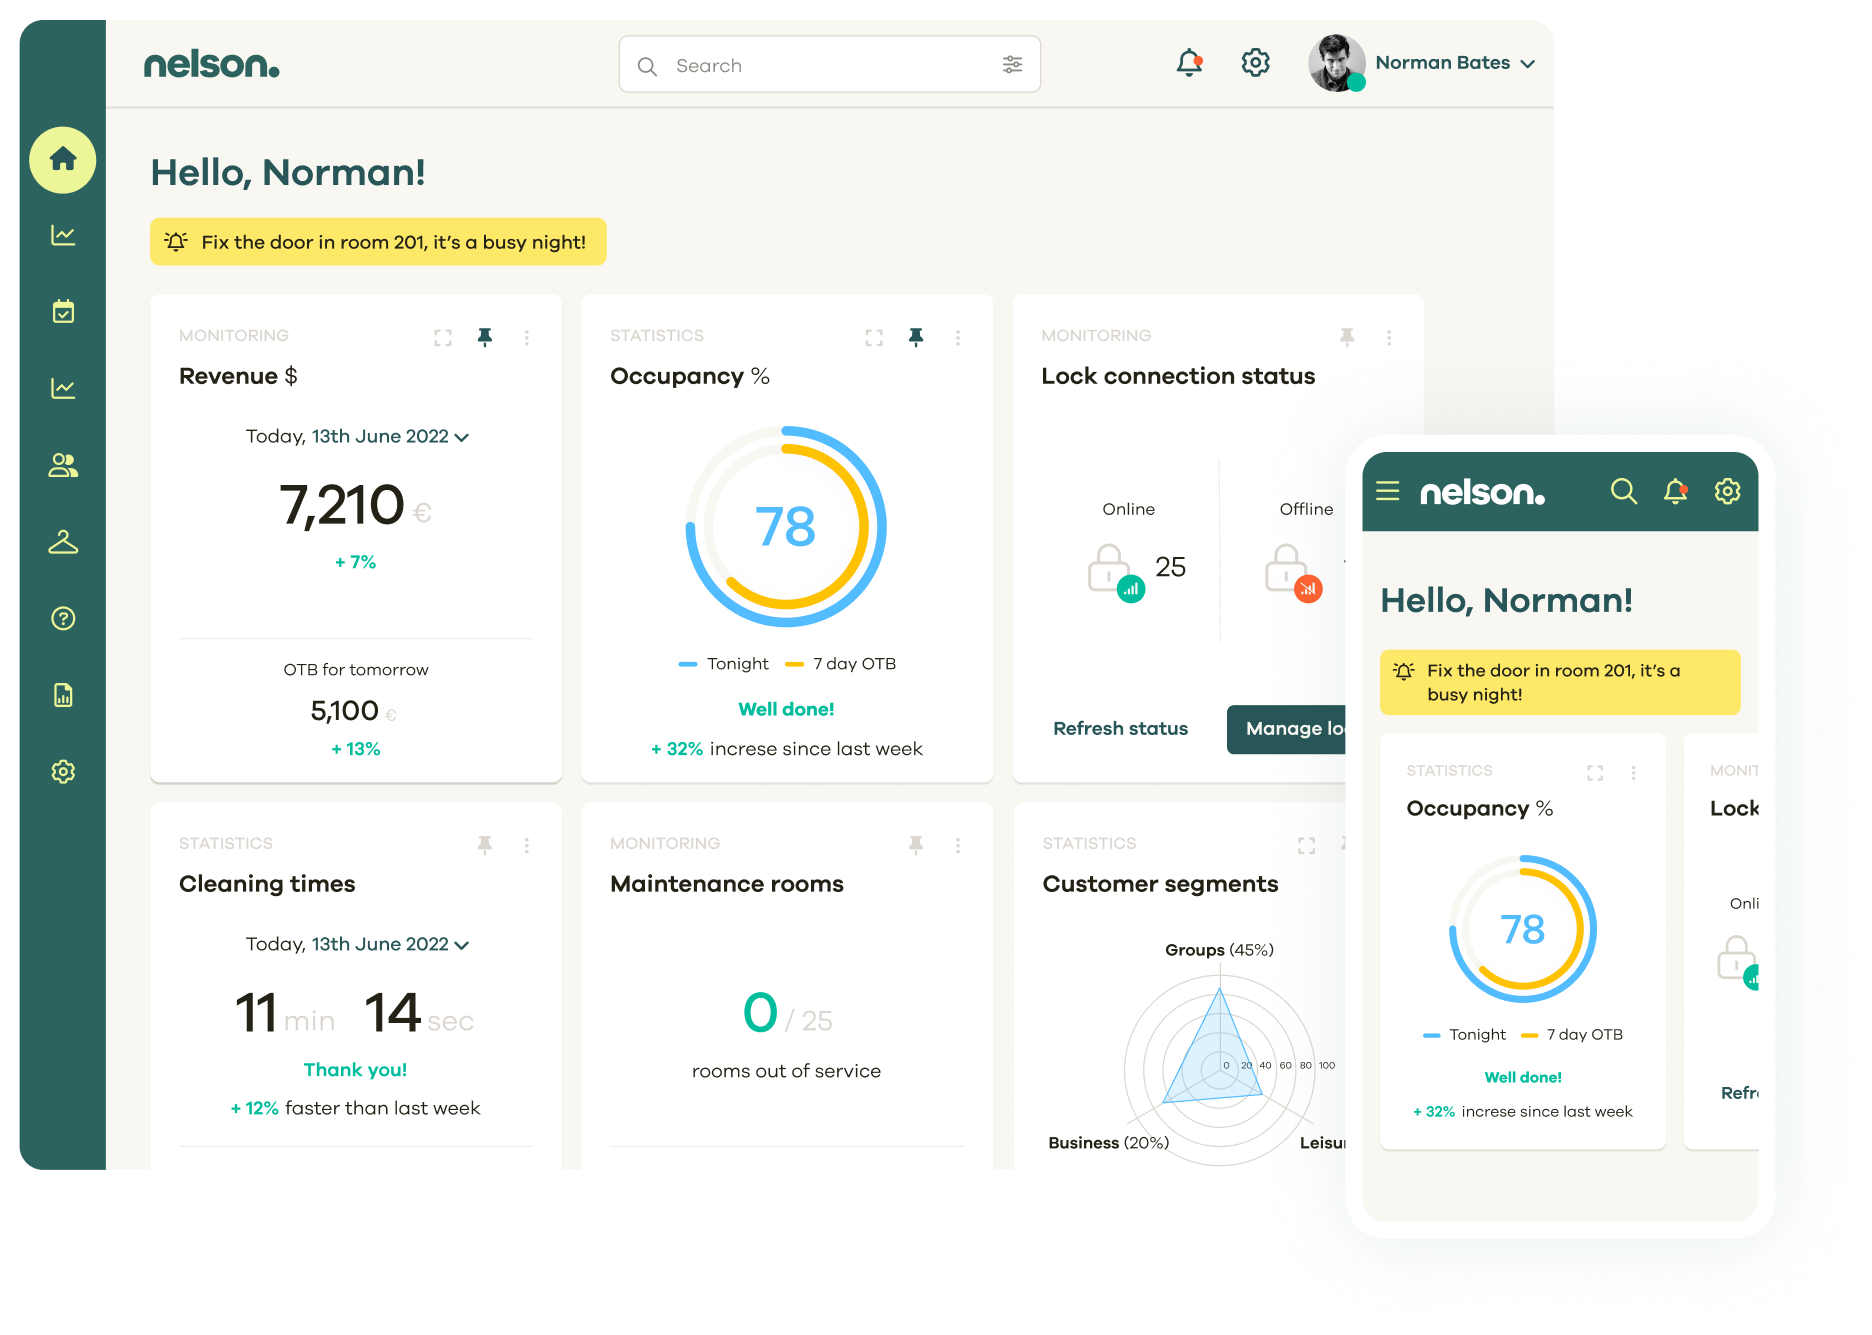 nelson.
Search
Norman Bates
Hello, Norman!
Fix the door in room 201, it's a busy night!
MONITORING
Revenue $
Today, 13th June 2022
7,210 €
+ 7%
OTB for tomorrow
5,100 €
+ 13%
STATISTICS
Occupancy %
78
Tonight 7 day OTB
Well done!
+ 32% increse since last week
MONITORING
Lock connection status
Online Offline
25
Refresh status Manage lo
STATISTICS
Cleaning times
Today, 13th June 2022
11 min 14 sec
Thank you!
+ 12% faster than last week
MONITORING
Maintenance rooms
0 / 25
rooms out of service
STATISTICS
Customer segments
Groups (45%)
0 20 40 60 80 100
Business (20%) Leisu
nelson.
Hello, Norman!
Fix the door in room 201, it's a
busy night!
STATISTICS
Occupancy %
78
Tonight 7 day OTB
Well done!
+ 32% increse since last week
MONIT
Lock
Onli
Refr